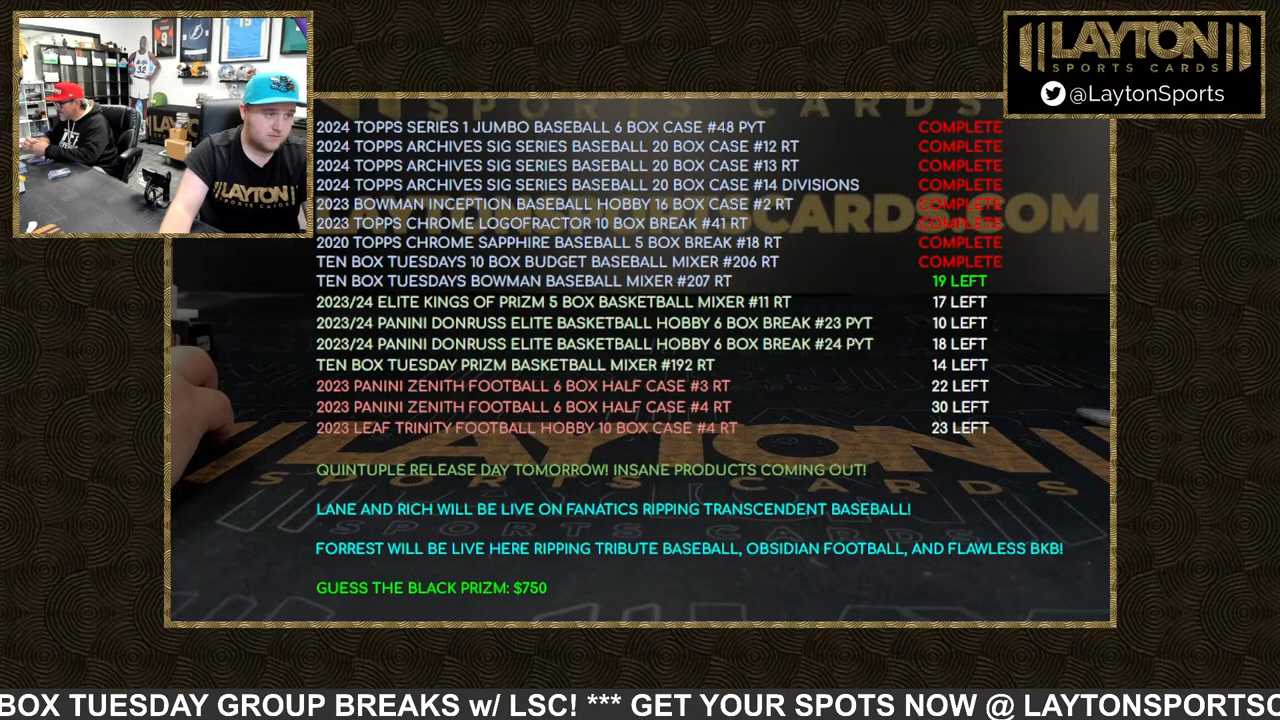 LAYTON
SPORTS CARDS
@LaytonSports
SPORTS CARDS
2024 TOPPS SERIES 1 JUMBO BASEBALL 6 BOX CASE #48 PYT COMPLETE
2024 TOPPS ARCHIVES SIG SERIES BASEBALL 20 BOX CASE #12 RT COMPLETE
2024 TOPPS ARCHIVES SIG SERIES BASEBALL 20 BOX CASE #13 RT COMPLETE
2024 TOPPS ARCHIVES SIG SERIES BASEBALL 20 BOX CASE #14 DIVISIONS COMPLETE
2023 BOWMAN INCEPTION BASEBALL HOBBY 16 BOX CASE #2 RT COMPLETE
CARDS.COM
2023 TOPPS CHROME LOGOFRACTOR 10 BOX BREAK #41 RT COMPLETE
2020 TOPPS CHROME SAPPHIRE BASEBALL 5 BOX BREAK #18 RT COMPLETE
TEN BOX TUESDAYS 10 BOX BUDGET BASEBALL MIXER #206 RT COMPLETE
TEN BOX TUESDAYS BOWMAN BASEBALL MIXER #207 RT 19 LEFT
2023/24 ELITE KINGS OF PRIZM 5 BOX BASKETBALL MIXER #11 RT 17 LEFT
2023/24 PANINI DONRUSS ELITE BASKETBALL HOBBY 6 BOX BREAK #23 PYT 10 LEFT
2023/24 PANINI DONRUSS ELITE BASKETBALL HOBBY 6 BOX BREAK #24 PYT 18 LEFT
TEN BOX TUESDAY PRIZM BASKETBALL MIXER #192 RT 14 LEFT
2023 PANINI ZENITH FOOTBALL 6 BOX HALF CASE #3 RT 22 LEFT
2023 PANINI ZENITH FOOTBALL 6 BOX HALF CASE #4 RT 30 LEFT
2023 LEAF TRINITY FOOTBALL HOBBY 10 BOX CASE #4 RT 23 LEFT
LAYTON
SPORTS CARDS
QUINTUPLE RELEASE DAY TOMORROW! INSANE PRODUCTS COMING OUT!
LANE AND RICH WILL BE LIVE ON FANATICS RIPPING TRANSCENDENT BASEBALL!
SPORTS CARDS
FORREST WILL BE LIVE HERE RIPPING TRIBUTE BASEBALL, OBSIDIAN FOOTBALL, AND FLAWLESS BKB!
GUESS THE BLACK PRIZM: $750
LAYTON
BOX TUESDAY GROUP BREAKS w/ LSC! *** GET YOUR SPOTS NOW @ LAYTONSPORTSC